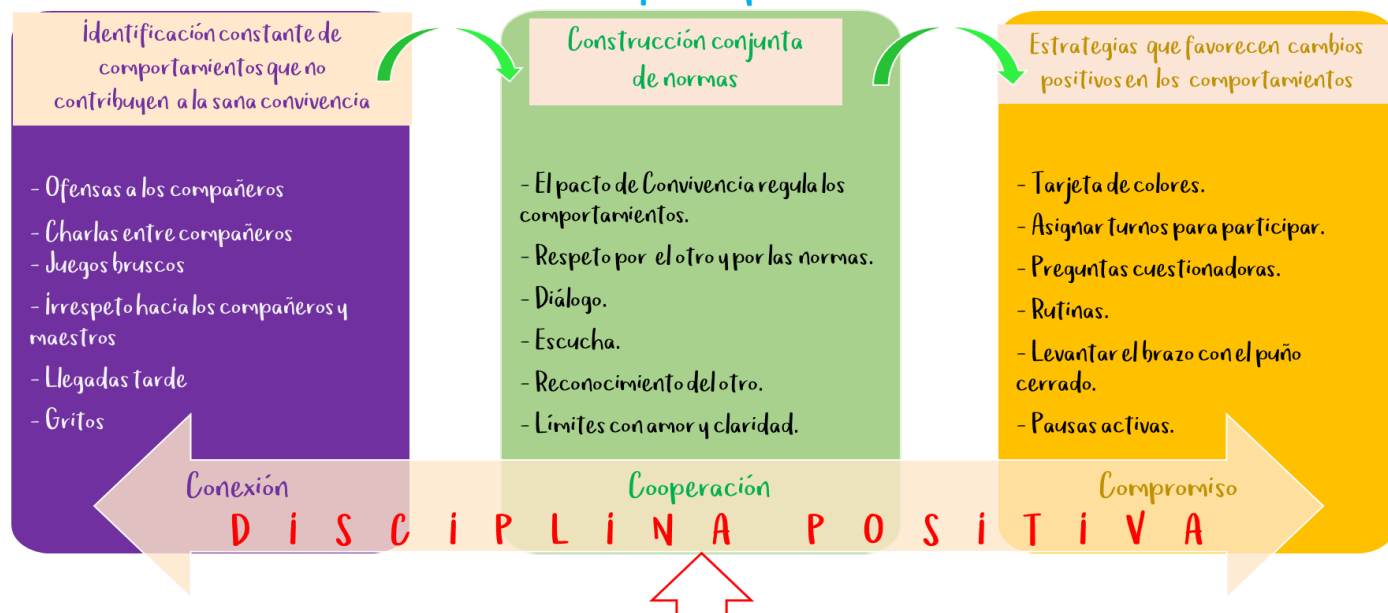 Identificación constante de
comportamientos que no
contribuyen a la sana convivencia
- Ofensas a los compañeros
- Charlas entre compañeros
- Juegos bruscos
- Irrespeto hacia los compañeros y
maestros
- Llegadas tarde
- Gritos
Construcción conjunta
de normas
- El pacto de Convivencia regula los
comportamientos.
- Respeto por el otro y por las normas.
- Diálogo.
- Escucha.
- Reconocimiento del otro.
- Límites con amor y claridad.
Estrategias que favorecen cambios
positivos en los comportamientos
- Tarjeta de colores.
- Asignar turnos para participar.
- Preguntas cuestionadoras.
- Rutinas.
- Levantar el brazo con el puño
cerrado.
- Pausas activas.
Conexión Cooperación Compromiso
DISCIPLINA POSITIVA